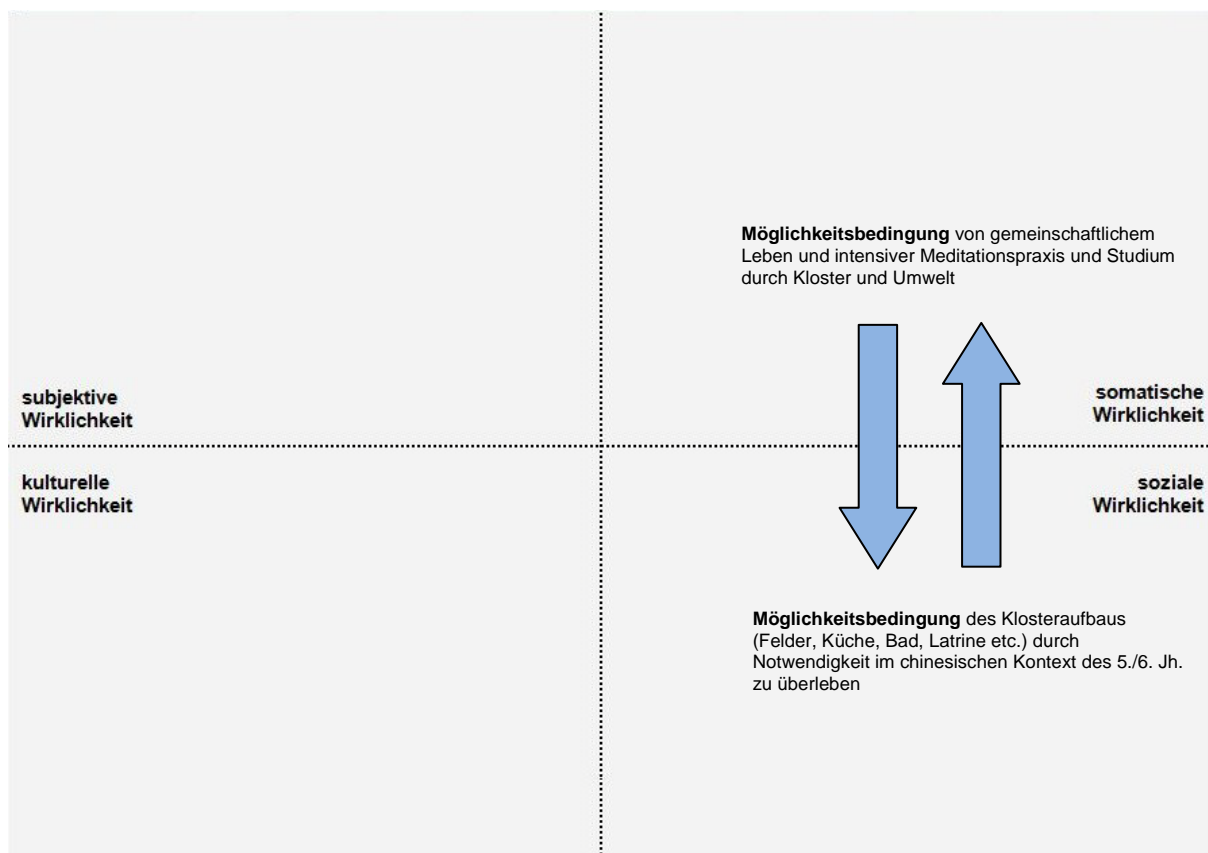 Möglichkeitsbedingung von gemeinschaftlichem
Leben und intensiver Meditationspraxis und Studium
durch Kloster und Umwelt
subjektive
Wirklichkeit
somatische
Wirklichkeit
kulturelle
Wirklichkeit
soziale
Wirklichkeit
Möglichkeitsbedingung des Klosteraufbaus
(Felder, Küche, Bad, Latrine etc.) durch
Notwendigkeit im chinesischen Kontext des 5./6. Jh.
zu überleben